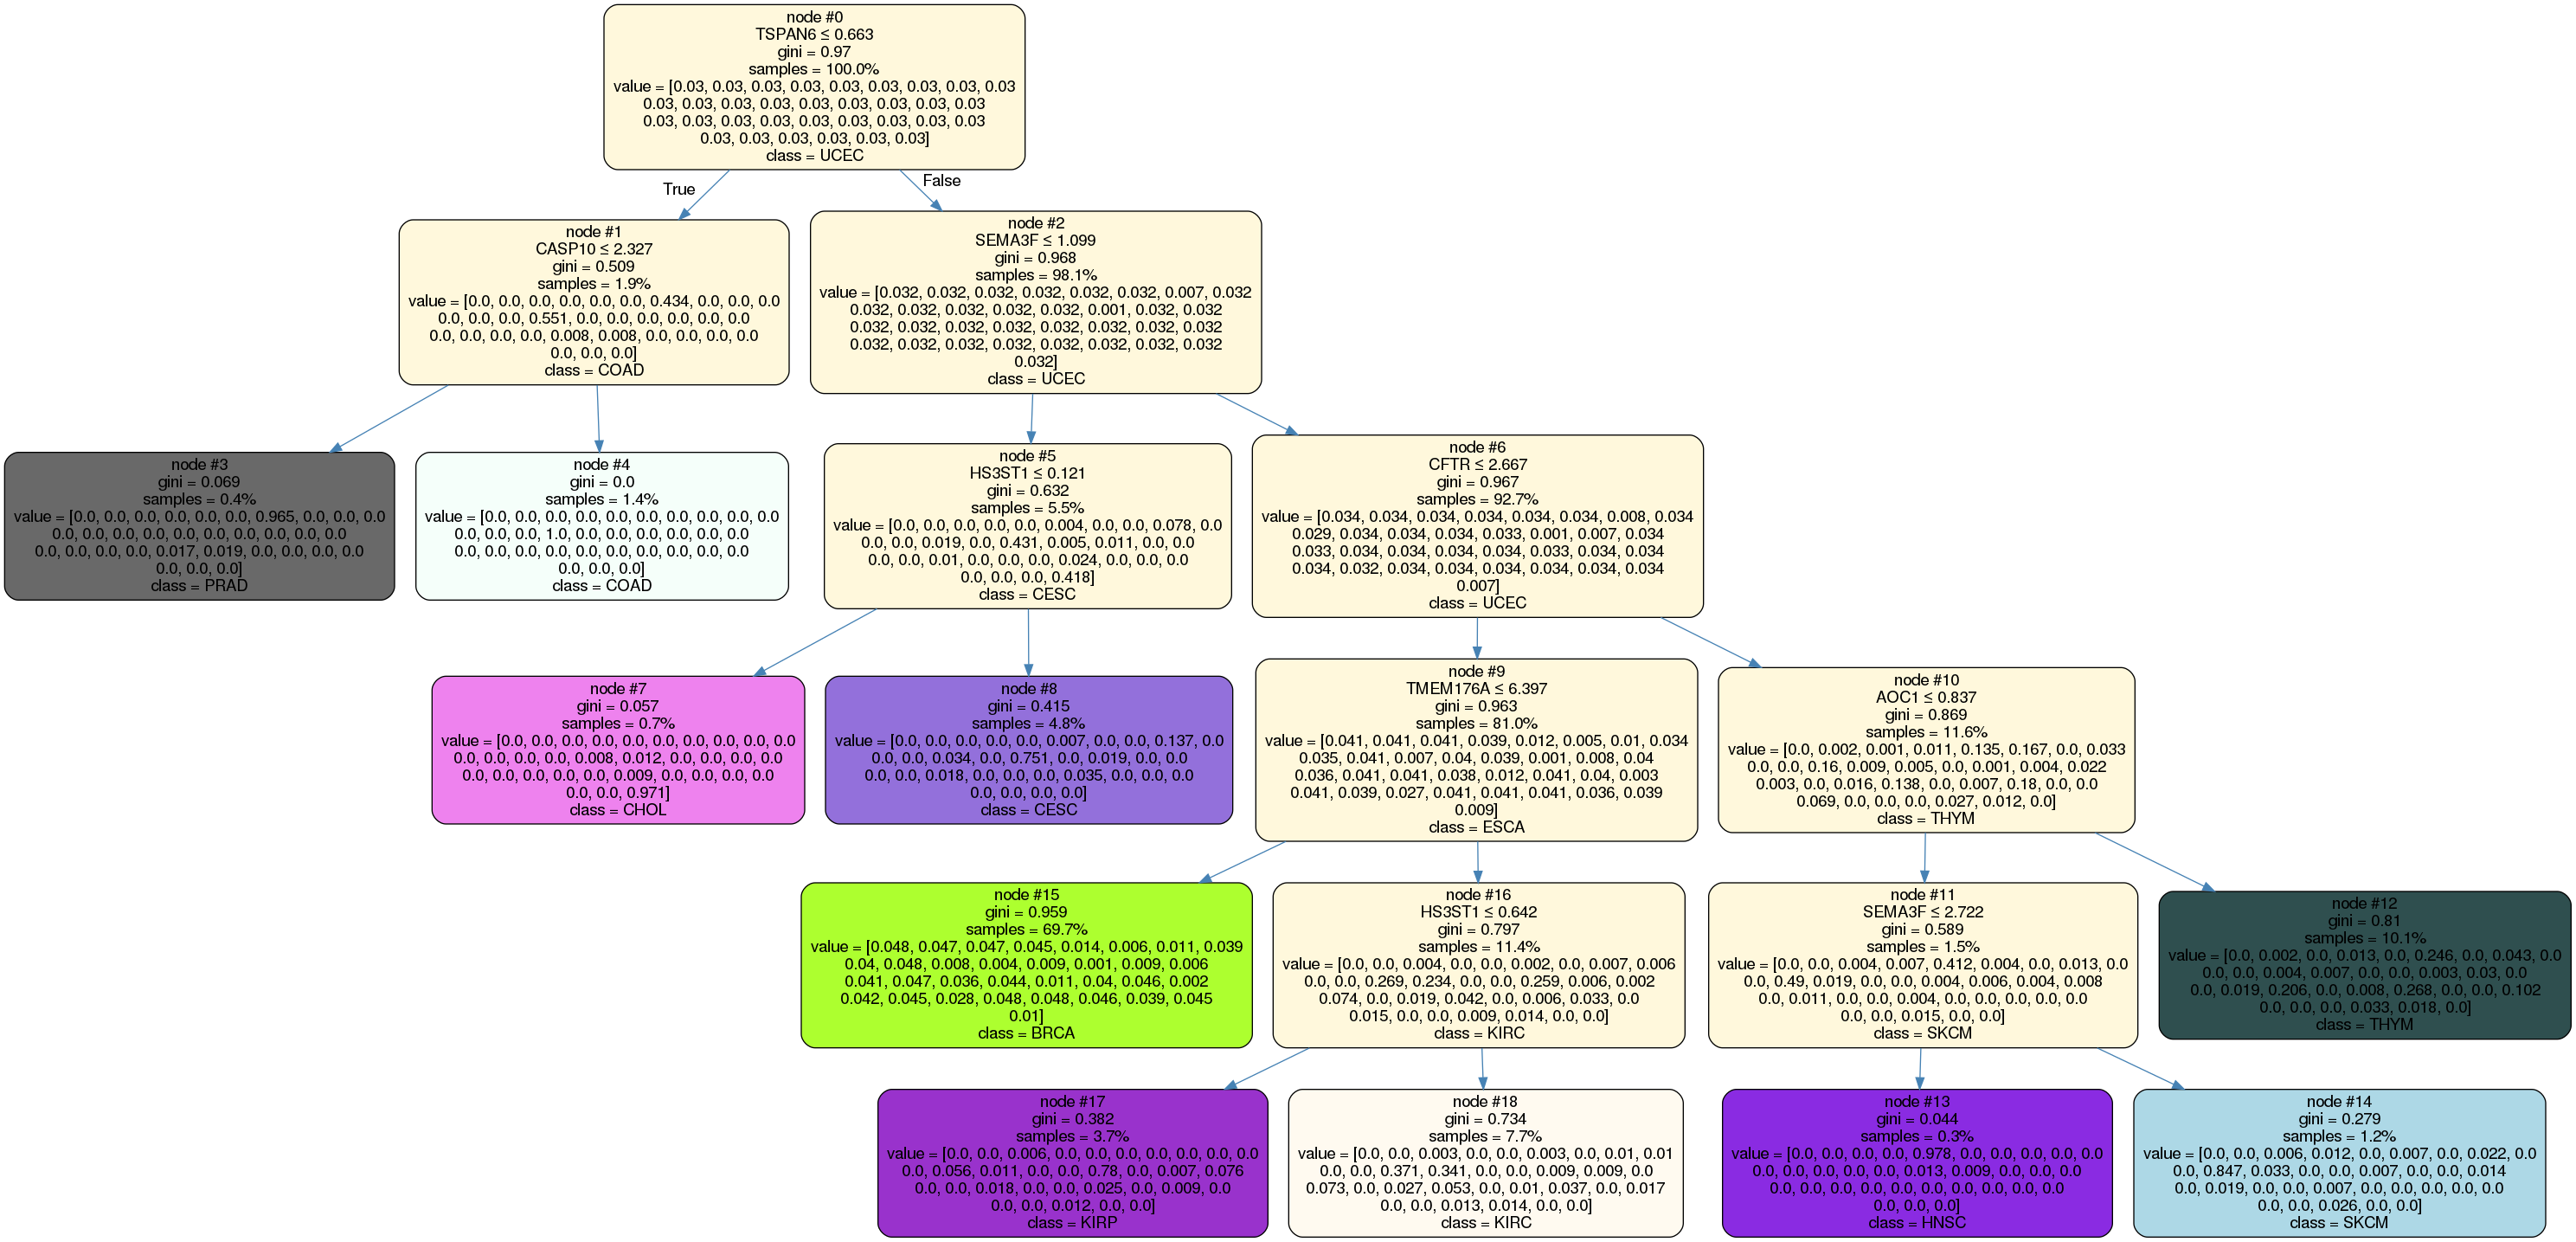 node #0
TSPAN6 ≤ 0.663
gini = 0.97
samples = 100.0%
value = [0.03, 0.03, 0.03, 0.03, 0.03, 0.03, 0.03, 0.03, 0.03
0.03, 0.03, 0.03, 0.03, 0.03, 0.03, 0.03, 0.03, 0.03
0.03, 0.03, 0.03, 0.03, 0.03, 0.03, 0.03, 0.03, 0.03
0.03, 0.03, 0.03, 0.03, 0.03, 0.03]
class = UCEC
True
False
node #1
CASP10 ≤ 2.327
gini = 0.509
samples = 1.9%
value = [0.0, 0.0, 0.0, 0.0, 0.0, 0.0, 0.434, 0.0, 0.0, 0.0
0.0, 0.0, 0.0, 0.551, 0.0, 0.0, 0.0, 0.0, 0.0, 0.0
0.0, 0.0, 0.0, 0.0, 0.008, 0.008, 0.0, 0.0, 0.0, 0.0
0.0, 0.0, 0.0]
class = COAD
node #2
SEMA3F ≤ 1.099
gini = 0.968
samples = 98.1%
value = [0.032, 0.032, 0.032, 0.032, 0.032, 0.032, 0.007, 0.032
0.032, 0.032, 0.032, 0.032, 0.032, 0.001, 0.032, 0.032
0.032, 0.032, 0.032, 0.032, 0.032, 0.032, 0.032, 0.032
0.032, 0.032, 0.032, 0.032, 0.032, 0.032, 0.032, 0.032
0.032]
class = UCEC
node #3
gini = 0.069
samples = 0.4%
value = [0.0, 0.0, 0.0, 0.0, 0.0, 0.0, 0.965, 0.0, 0.0, 0.0
0.0, 0.0, 0.0, 0.0, 0.0, 0.0, 0.0, 0.0, 0.0, 0.0
0.0, 0.0, 0.0, 0.0, 0.017, 0.019, 0.0, 0.0, 0.0, 0.0
0.0, 0.0, 0.0]
class = PRAD
node #4
gini = 0.0
samples = 1.4%
value = [0.0, 0.0, 0.0, 0.0, 0.0, 0.0, 0.0, 0.0, 0.0, 0.0
0.0, 0.0, 0.0, 1.0, 0.0, 0.0, 0.0, 0.0, 0.0, 0.0
0.0, 0.0, 0.0, 0.0, 0.0, 0.0, 0.0, 0.0, 0.0, 0.0
0.0, 0.0, 0.0]
class = COAD
node #5
HS3ST1 ≤ 0.121
gini = 0.632
samples = 5.5%
value = [0.0, 0.0, 0.0, 0.0, 0.0, 0.004, 0.0, 0.0, 0.078, 0.0
0.0, 0.0, 0.019, 0.0, 0.431, 0.005, 0.011, 0.0, 0.0
0.0, 0.0, 0.01, 0.0, 0.0, 0.0, 0.024, 0.0, 0.0, 0.0
0.0, 0.0, 0.0, 0.418]
class = CESC
node #6
CFTR ≤ 2.667
gini = 0.967
samples = 92.7%
value = [0.034, 0.034, 0.034, 0.034, 0.034, 0.034, 0.008, 0.034
0.029, 0.034, 0.034, 0.034, 0.033, 0.001, 0.007, 0.034
0.033, 0.034, 0.034, 0.034, 0.034, 0.033, 0.034, 0.034
0.034, 0.032, 0.034, 0.034, 0.034, 0.034, 0.034, 0.034
0.007]
class = UCEC
node #7
gini = 0.057
samples = 0.7%
value = [0.0, 0.0, 0.0, 0.0, 0.0, 0.0, 0.0, 0.0, 0.0, 0.0
0.0, 0.0, 0.0, 0.0, 0.008, 0.012, 0.0, 0.0, 0.0, 0.0
0.0, 0.0, 0.0, 0.0, 0.0, 0.009, 0.0, 0.0, 0.0, 0.0
0.0, 0.0, 0.971]
class = CHOL
node #8
gini = 0.415
samples = 4.8%
value = [0.0, 0.0, 0.0, 0.0, 0.0, 0.007, 0.0, 0.0, 0.137, 0.0
0.0, 0.0, 0.034, 0.0, 0.751, 0.0, 0.019, 0.0, 0.0
0.0, 0.0, 0.018, 0.0, 0.0, 0.0, 0.035, 0.0, 0.0, 0.0
0.0, 0.0, 0.0, 0.0]
class = CESC
node #9
TMEM176A ≤ 6.397
gini = 0.963
samples = 81.0%
value = [0.041, 0.041, 0.041, 0.039, 0.012, 0.005, 0.01, 0.034
0.035, 0.041, 0.007, 0.04, 0.039, 0.001, 0.008, 0.04
0.036, 0.041, 0.041, 0.038, 0.012, 0.041, 0.04, 0.003
0.041, 0.039, 0.027, 0.041, 0.041, 0.041, 0.036, 0.039
0.009]
class = ESCA
node #10
AOC1 ≤ 0.837
gini = 0.869
samples = 11.6%
value = [0.0, 0.002, 0.001, 0.011, 0.135, 0.167, 0.0, 0.033
0.0, 0.0, 0.16, 0.009, 0.005, 0.0, 0.001, 0.004, 0.022
0.003, 0.0, 0.016, 0.138, 0.0, 0.007, 0.18, 0.0, 0.0
0.069, 0.0, 0.0, 0.0, 0.027, 0.012, 0.0]
class = THYM
node #15
gini = 0.959
samples = 69.7%
value = [0.048, 0.047, 0.047, 0.045, 0.014, 0.006, 0.011, 0.039
0.04, 0.048, 0.008, 0.004, 0.009, 0.001, 0.009, 0.006
0.041, 0.047, 0.036, 0.044, 0.011, 0.04, 0.046, 0.002
0.042, 0.045, 0.028, 0.048, 0.048, 0.046, 0.039, 0.045
0.01]
class = BRCA
node #16
HS3ST1 ≤ 0.642
gini = 0.797
samples = 11.4%
value = [0.0, 0.0, 0.004, 0.0, 0.0, 0.002, 0.0, 0.007, 0.006
0.0, 0.0, 0.269, 0.234, 0.0, 0.0, 0.259, 0.006, 0.002
0.074, 0.0, 0.019, 0.042, 0.0, 0.006, 0.033, 0.0
0.015, 0.0, 0.0, 0.009, 0.014, 0.0, 0.0]
class = KIRC
node #11
SEMA3F ≤ 2.722
gini = 0.589
samples = 1.5%
value = [0.0, 0.0, 0.004, 0.007, 0.412, 0.004, 0.0, 0.013, 0.0
0.0, 0.49, 0.019, 0.0, 0.0, 0.004, 0.006, 0.004, 0.008
0.0, 0.011, 0.0, 0.0, 0.004, 0.0, 0.0, 0.0, 0.0, 0.0
0.0, 0.0, 0.015, 0.0, 0.0]
class = SKCM
node #12
gini = 0.81
samples = 10.1%
value = [0.0, 0.002, 0.0, 0.013, 0.0, 0.246, 0.0, 0.043, 0.0
0.0, 0.0, 0.004, 0.007, 0.0, 0.0, 0.003, 0.03, 0.0
0.0, 0.019, 0.206, 0.0, 0.008, 0.268, 0.0, 0.0, 0.102
0.0, 0.0, 0.0, 0.033, 0.018, 0.0]
class = THYM
node #17
gini = 0.382
samples = 3.7%
value = [0.0, 0.0, 0.006, 0.0, 0.0, 0.0, 0.0, 0.0, 0.0, 0.0
0.0, 0.056, 0.011, 0.0, 0.0, 0.78, 0.0, 0.007, 0.076
0.0, 0.0, 0.018, 0.0, 0.0, 0.025, 0.0, 0.009, 0.0
0.0, 0.0, 0.012, 0.0, 0.0]
class = KIRP
node #18
gini = 0.734
samples = 7.7%
value = [0.0, 0.0, 0.003, 0.0, 0.0, 0.003, 0.0, 0.01, 0.01
0.0, 0.0, 0.371, 0.341, 0.0, 0.0, 0.009, 0.009, 0.0
0.073, 0.0, 0.027, 0.053, 0.0, 0.01, 0.037, 0.0, 0.017
0.0, 0.0, 0.013, 0.014, 0.0, 0.0]
class = KIRC
node #13
gini = 0.044
samples = 0.3%
value = [0.0, 0.0, 0.0, 0.0, 0.978, 0.0, 0.0, 0.0, 0.0, 0.0
0.0, 0.0, 0.0, 0.0, 0.0, 0.013, 0.009, 0.0, 0.0, 0.0
0.0, 0.0, 0.0, 0.0, 0.0, 0.0, 0.0, 0.0, 0.0, 0.0
0.0, 0.0, 0.0]
class = HNSC
node #14
gini = 0.279
samples = 1.2%
value = [0.0, 0.0, 0.006, 0.012, 0.0, 0.007, 0.0, 0.022, 0.0
0.0, 0.847, 0.033, 0.0, 0.0, 0.007, 0.0, 0.0, 0.014
0.0, 0.019, 0.0, 0.0, 0.007, 0.0, 0.0, 0.0, 0.0, 0.0
0.0, 0.0, 0.026, 0.0, 0.0]
class = SKCM